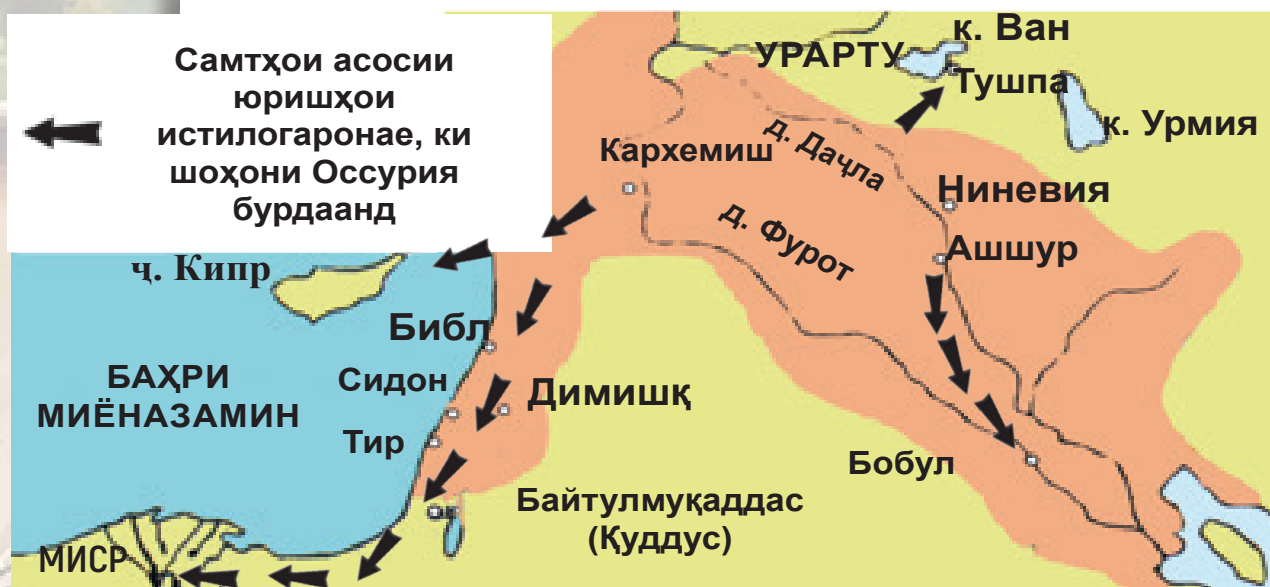 Самтҳои асосии
юришҳои
истилогаронае, ки
шоҳони Оссурия
бурдаанд
к. Ван
УРАРТУ
Тушпа
к. Урмия
д. Даҷла
Кархемиш
Ниневия
д. Фурот
Ашшур
ҷ. Кипр
Библ
БАҲРИ
МИЁНАЗАМИН
Сидон
Димишқ
Тир
Бобул
Байтулмуқаддас
(Қуддус)
МИСР